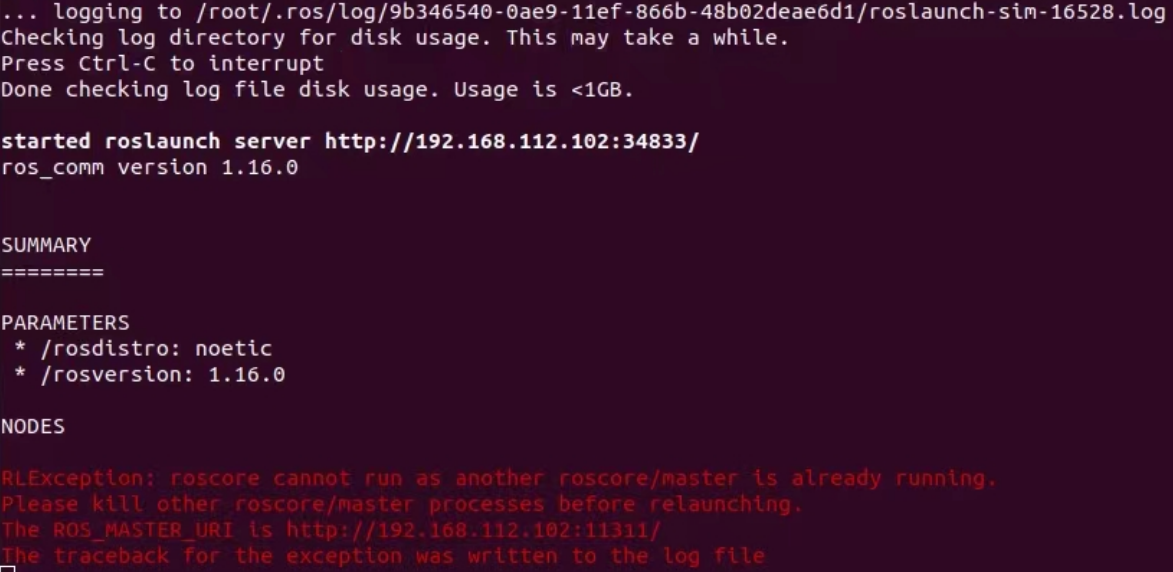 ... logging to /root/.ros/log/9b346540-0ae9-11ef-866b-48b02deae6d1/roslaunch-sim-16528.log
Checking log directory for disk usage. This may take a while.
Press Ctrl-C to interrupt
Done checking log file disk usage. Usage is <1GB.
started roslaunch server http://192.168.112.102:34833/
ros_comm version 1.16.0
SUMMARY
========
PARAMETERS
* /rosdistro: noetic
* /rosversion: 1.16.0
NODES
RLException: roscore cannot run as another roscore/master is already running.
Please kill other roscore/master processes before relaunching.
The ROS_MASTER_URI is http://192.168.112.102:11311/
The traceback for the exception was written to the log file